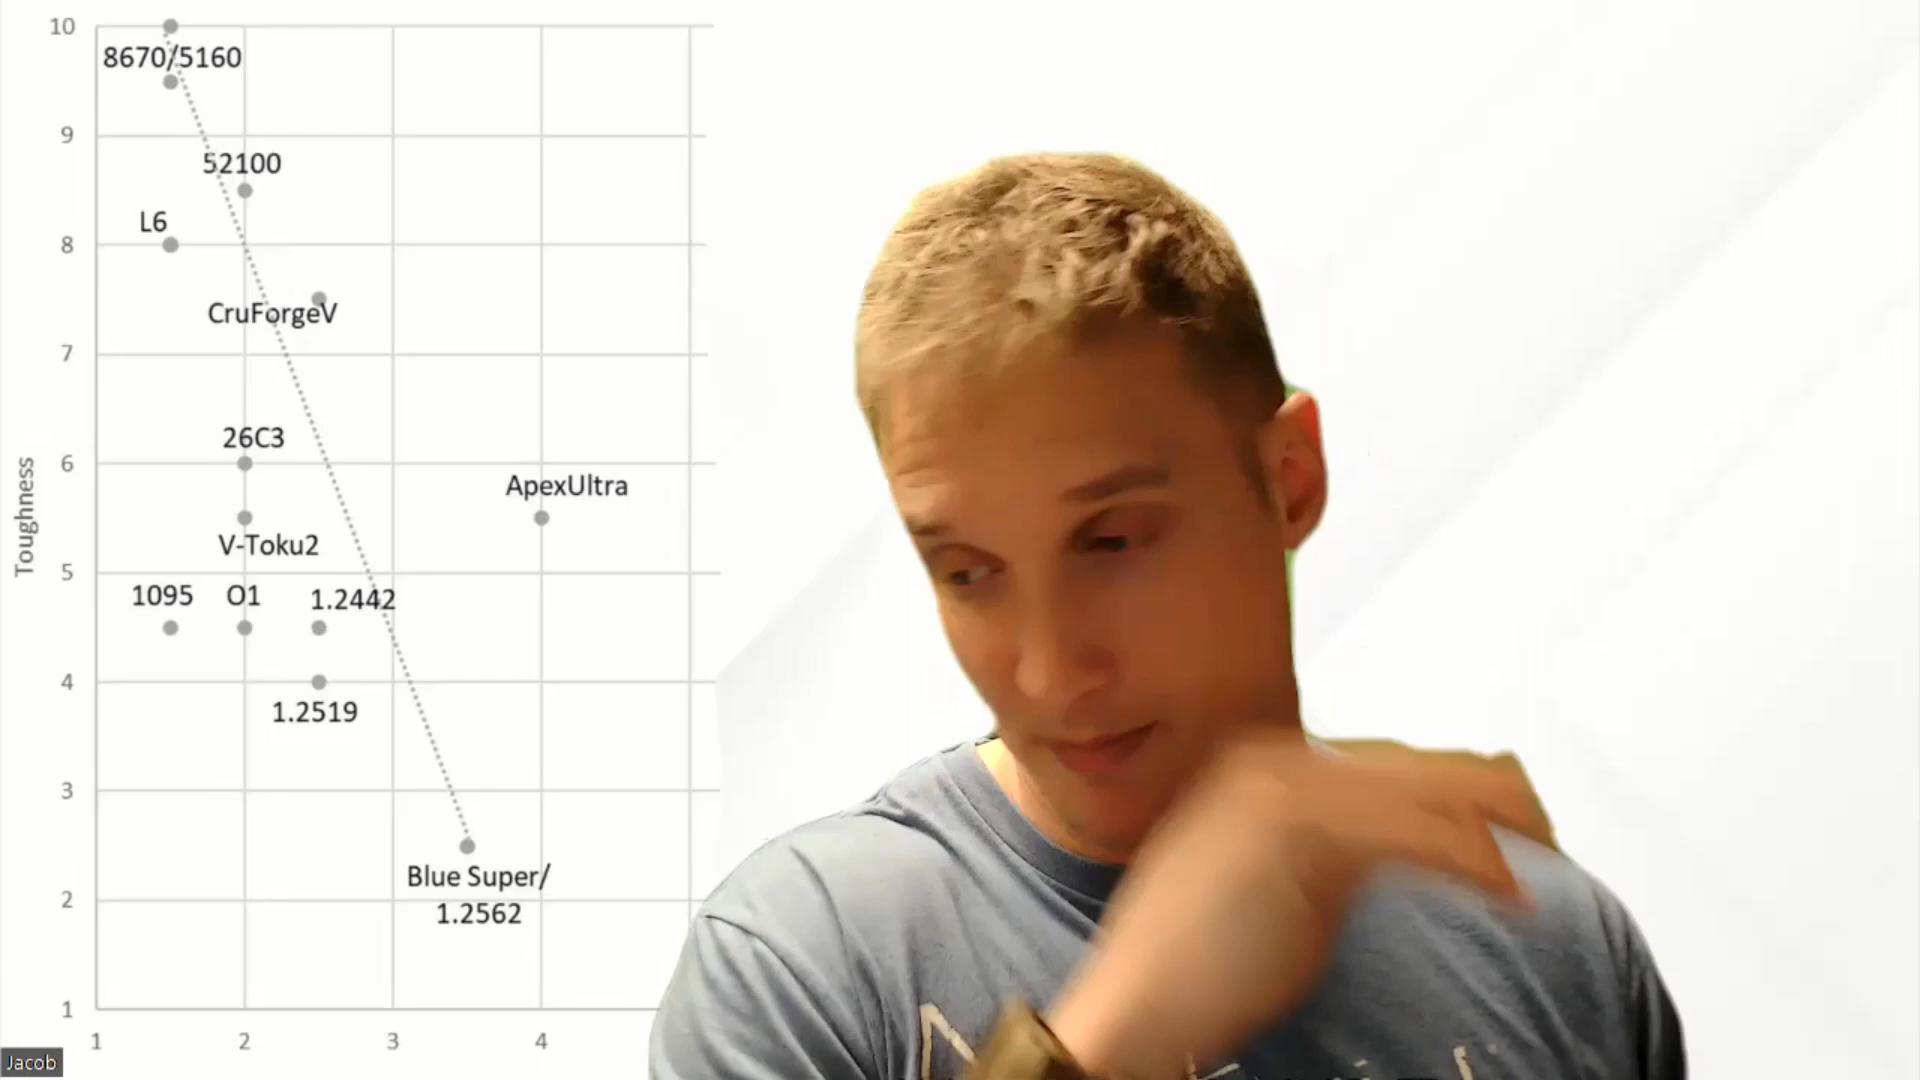 10
8670/5160
9
52100
L6
8
CruForgeV
7
26C3
6
ApexUltra
V-Toku2
5
1095
O1
1.2442
4
1.2519
3
Blue Super/
1.2562
2
1
Toughness
1
2
3
4
Jacob